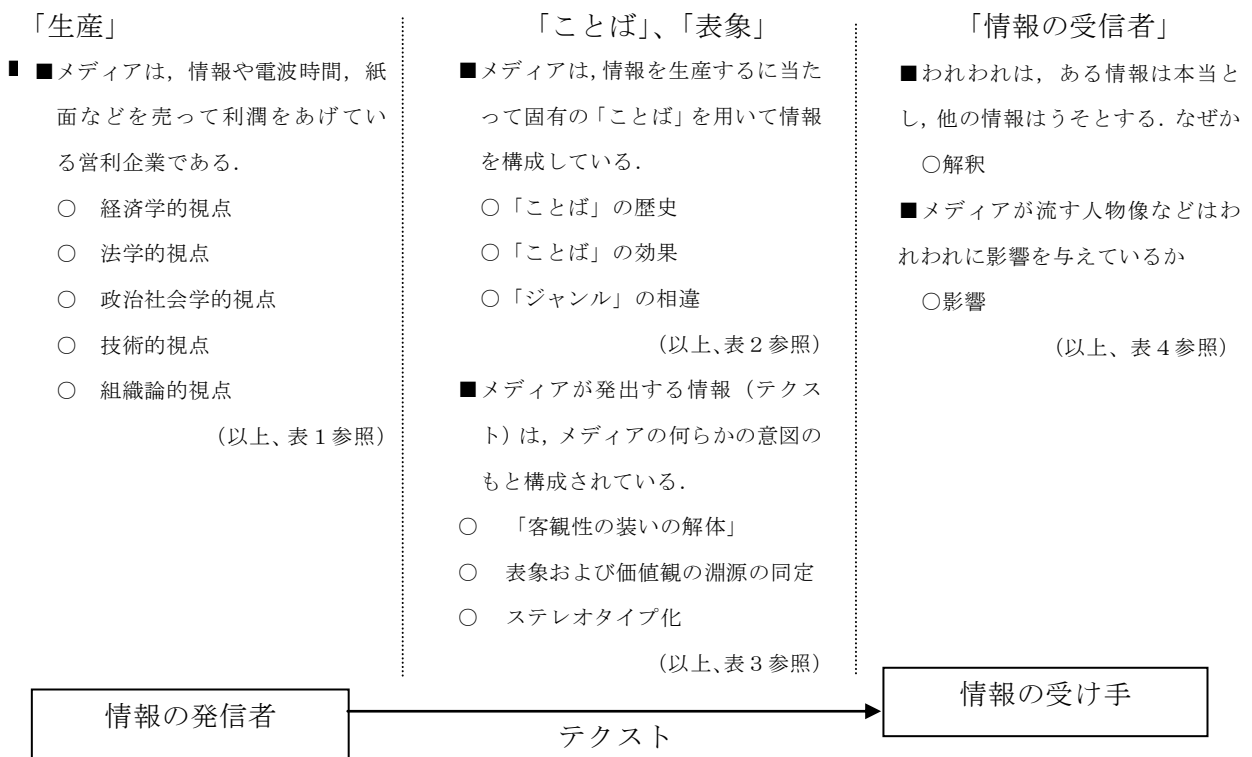 「生産」
■メディアは，情報や電波時間，紙
面などを売って利潤をあげてい
る営利企業である．
○　経済学的視点
○　法学的視点
○　政治社会学的視点
○　技術的視点
○　組織論的視点
（以上、表１参照）
「ことば」、「表象」
■メディアは，情報を生産するに当た
って固有の「ことば」を用いて情報
を構成している．
○「ことば」の歴史
○「ことば」の効果
○「ジャンル」の相違
（以上、表２参照）
■メディアが発出する情報（テクス
ト）は，メディアの何らかの意図の
もと構成されている．
○　「客観性の装いの解体」
○　表象および価値観の淵源の同定
○　ステレオタイプ化
（以上、表３参照）
「情報の受信者」
■われわれは，ある情報は本当と
し，他の情報はうそとする．なぜか
○解釈
■メディアが流す人物像などはわ
れわれに影響を与えているか
○影響
（以上、表４参照）
情報の発信者
テクスト
情報の受け手